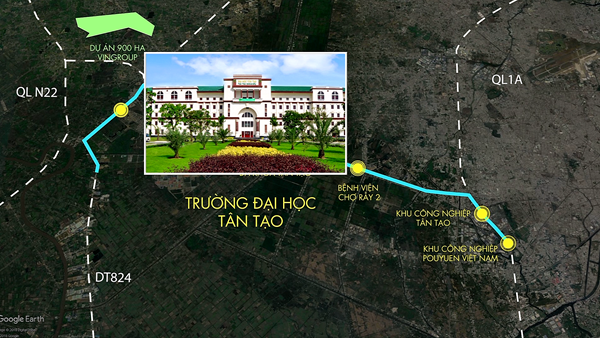 DỰ ÁN 900 HA
VINGROUP
QL N22
QL1A
BỆNH VIỆN
CHỢ RẪY 2
TRƯỜNG ĐẠI HỌC
TÂN TẠO
KHU CÔNG NGHIỆP
TÂN TẠO
KHU CÔNG NGHIỆP
POUYUEN VIỆT NAM
DT824
Google Earth